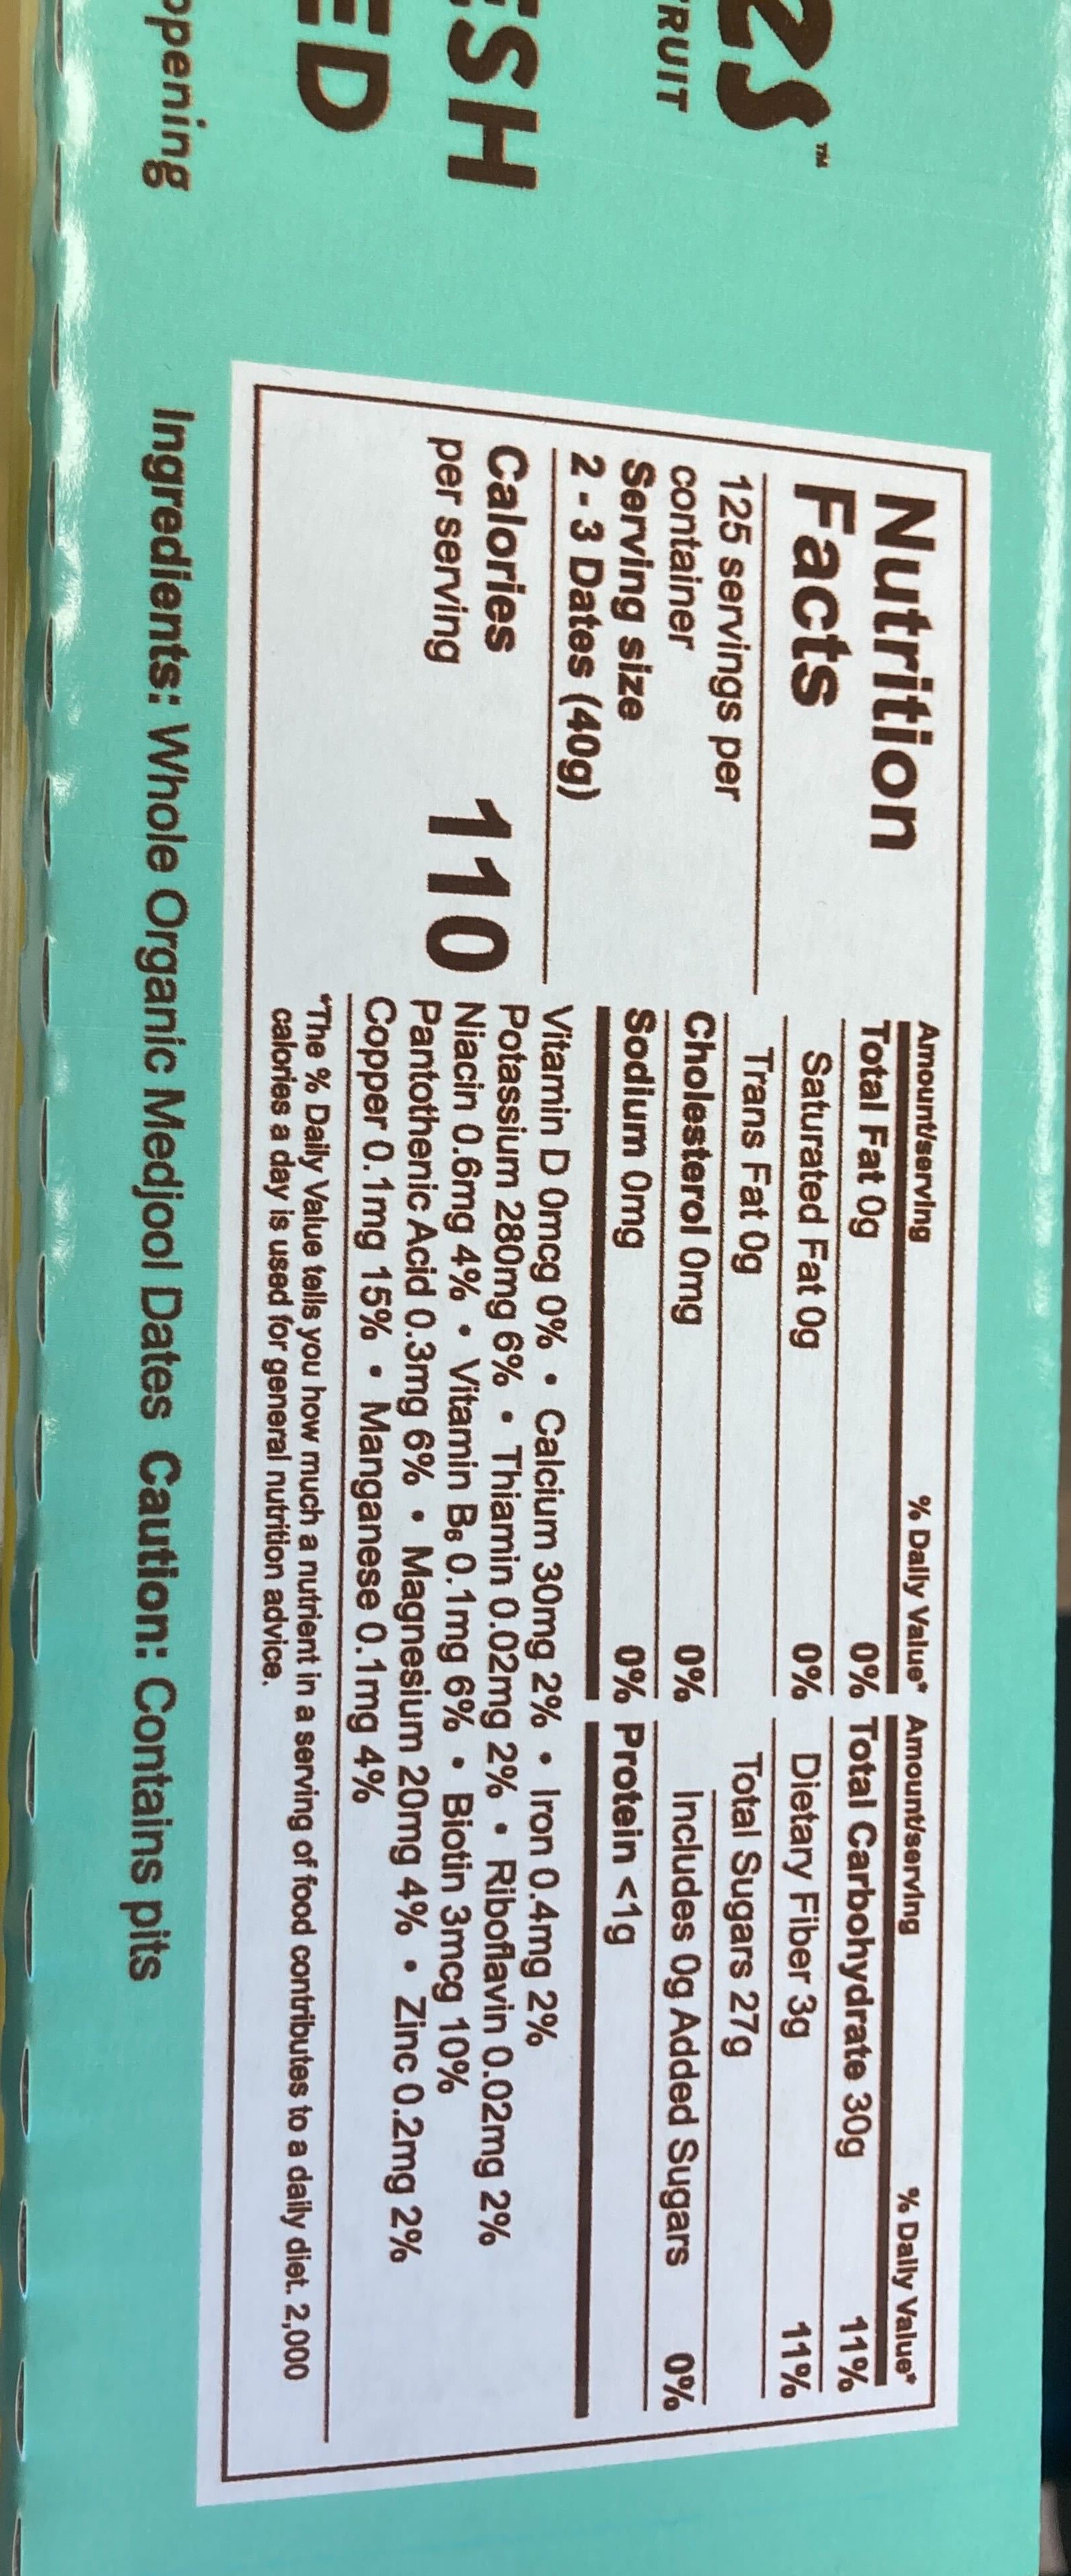 2S™
RUIT
ESH
ED
opening
Nutrition
Facts
125 servings per
container
Serving size
2 - 3 Dates (40g)
Calories
per serving
110
Amount/serving % Daily Value*
Total Fat 0g 0%
Saturated Fat 0g 0%
Trans Fat 0g
Cholesterol 0mg 0%
Sodium 0mg 0%
Amount/serving % Daily Value*
Total Carbohydrate 30g 11%
Dietary Fiber 3g 11%
Total Sugars 27g
Includes 0g Added Sugars 0%
Protein <1g
Vitamin D 0mcg 0% • Calcium 30mg 2% • Iron 0.4mg 2%
Potassium 280mg 6% • Thiamin 0.02mg 2% • Riboflavin 0.02mg 2%
Niacin 0.6mg 4% • Vitamin B6 0.1mg 6% • Biotin 3mcg 10%
Pantothenic Acid 0.3mg 6% • Magnesium 20mg 4% • Zinc 0.2mg 2%
Copper 0.1mg 15% • Manganese 0.1mg 4%
*The % Daily Value tells you how much a nutrient in a serving of food contributes to a daily diet. 2,000
calories a day is used for general nutrition advice.
Ingredients: Whole Organic Medjool Dates Caution: Contains pits